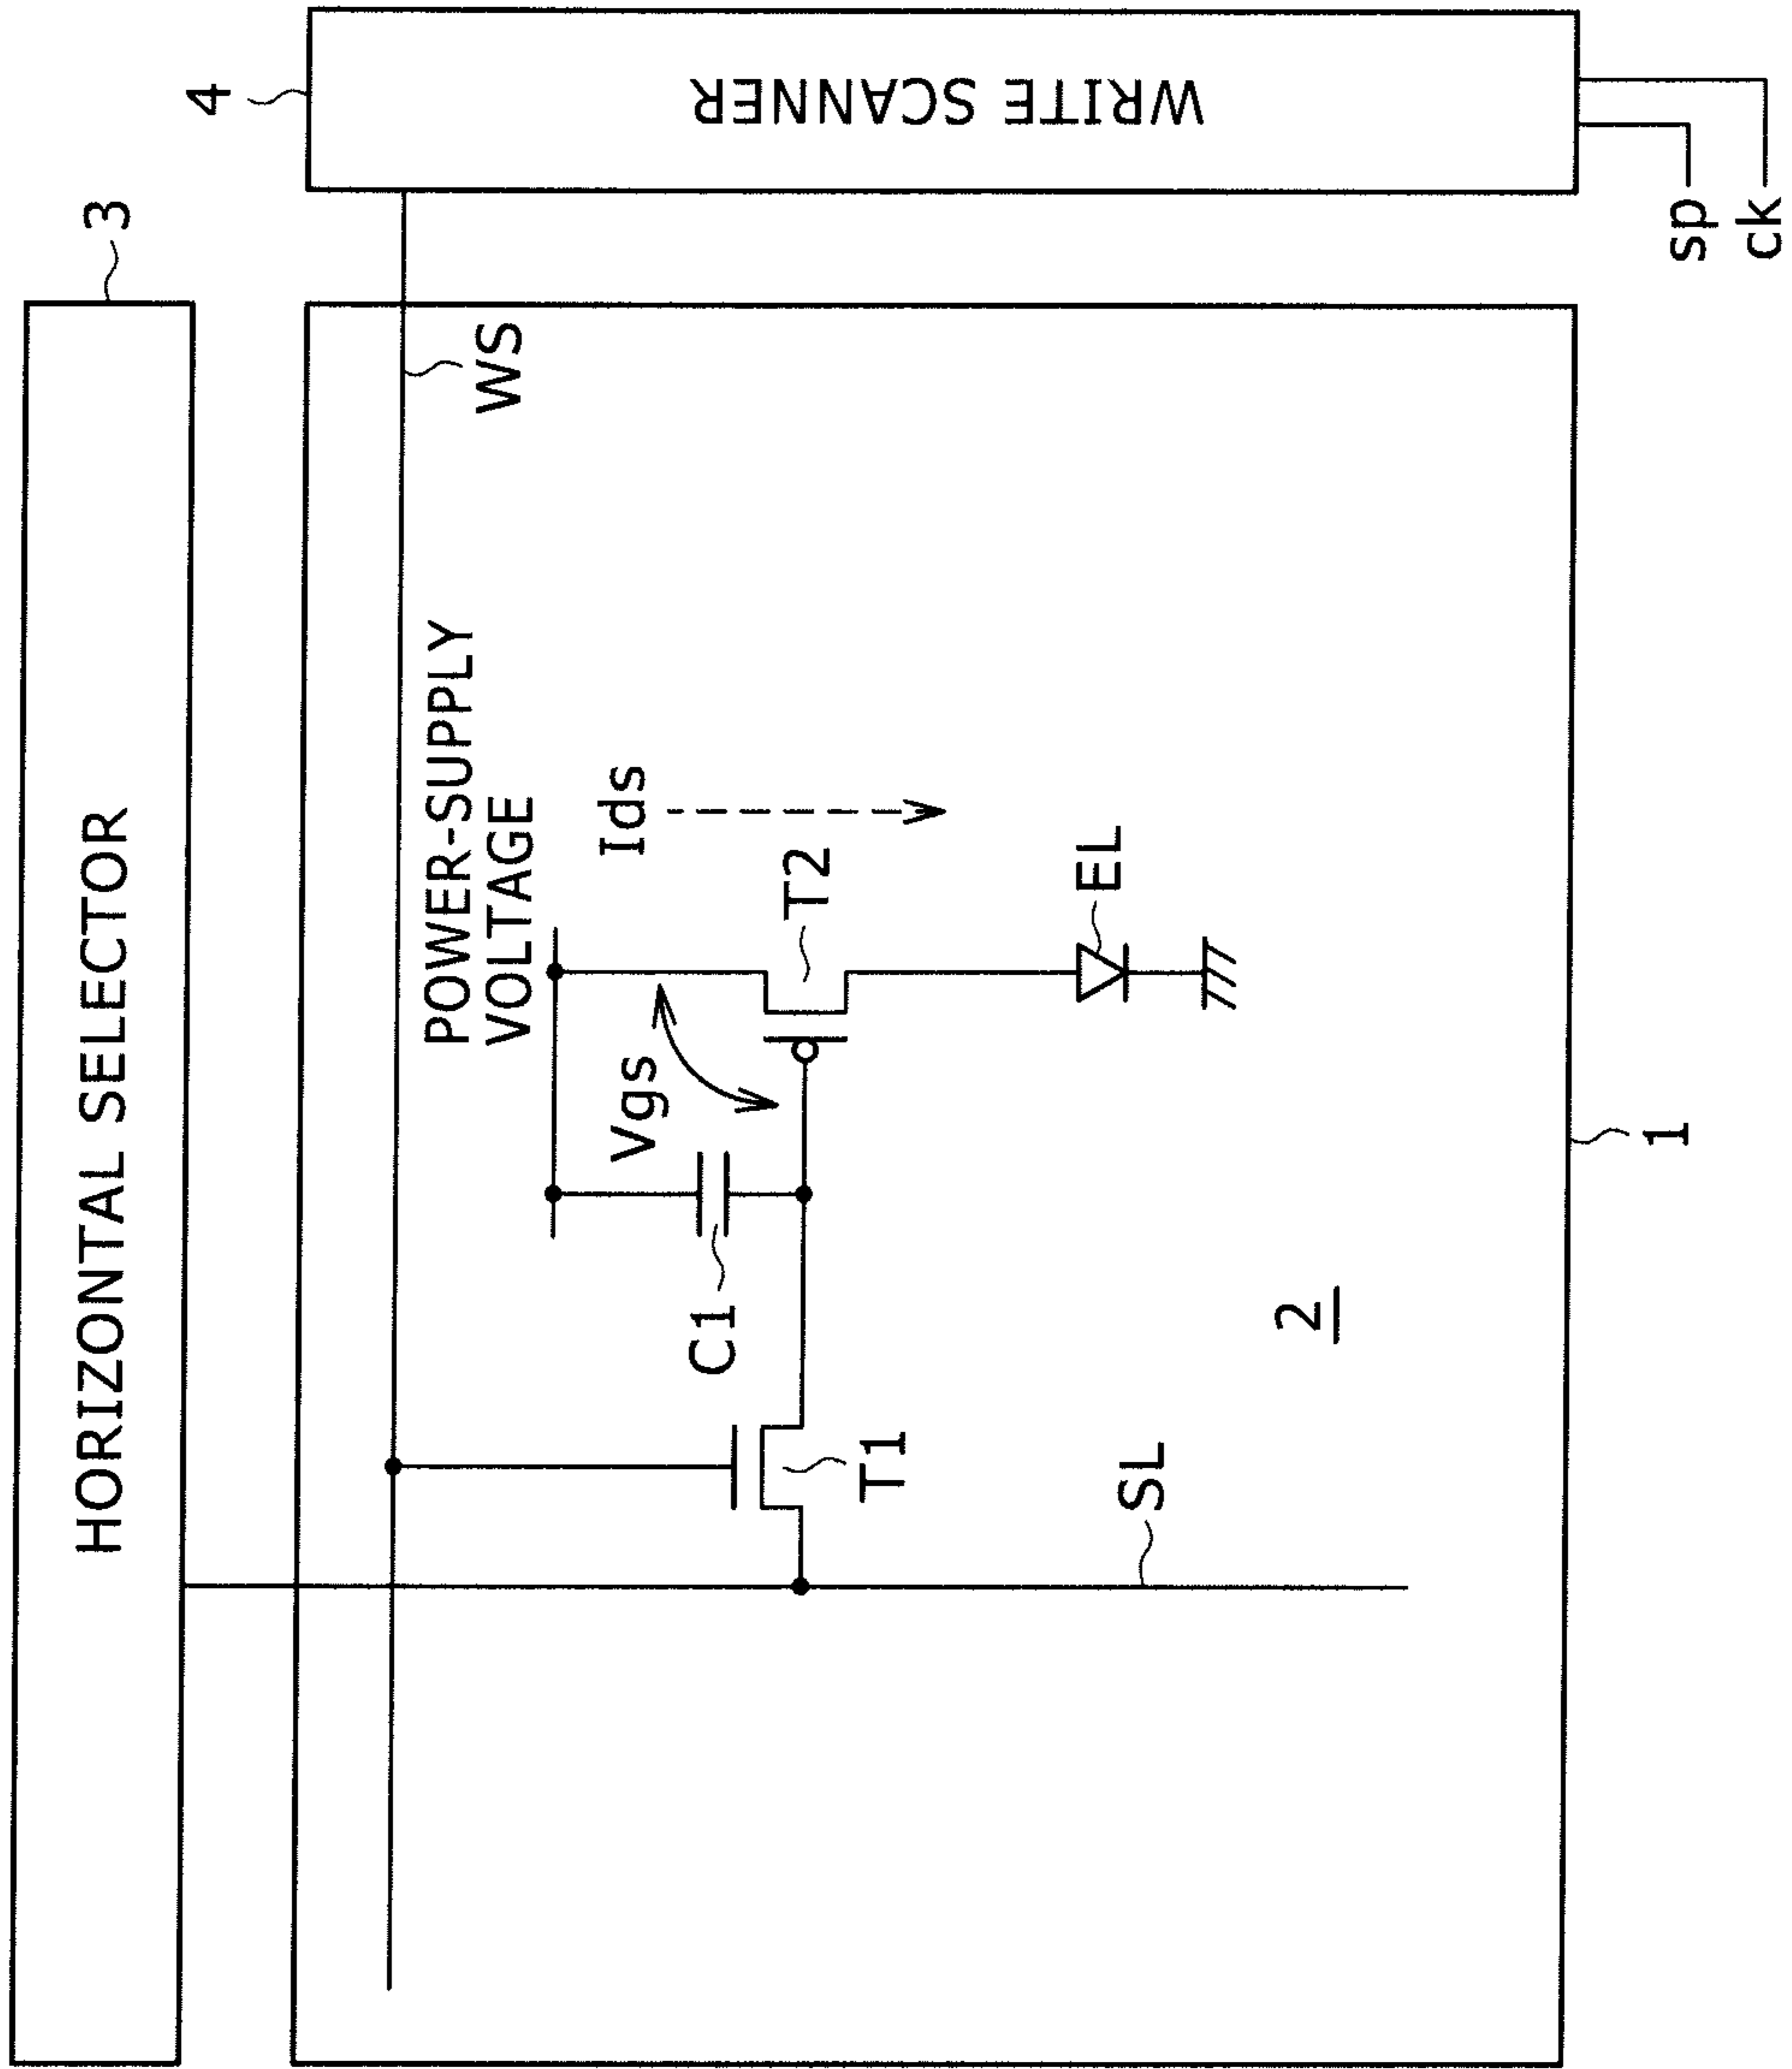 HORIZONTAL SELECTOR
3
4
WRITE SCANNER
sp
ck
WS
POWER-SUPPLY
VOLTAGE
Ids
Vgs
T2
C1
EL
T1
SL
2
1